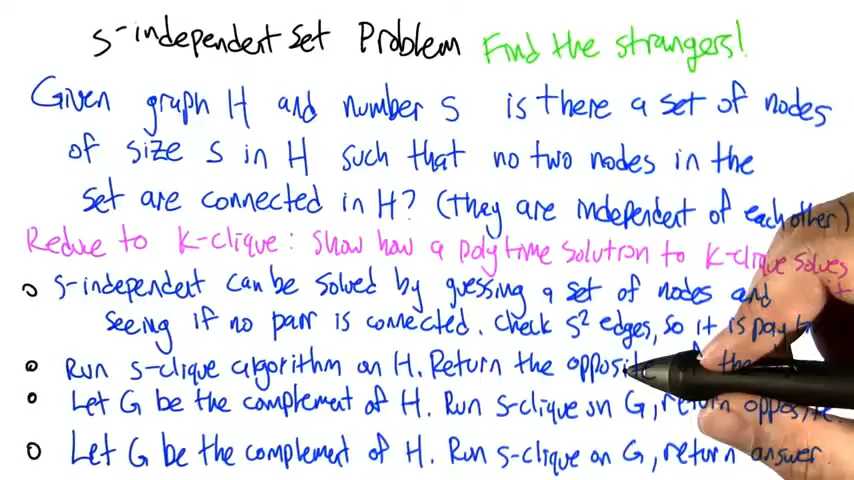 s-independent set Problem Find the strangers!
Given graph H and number s is there a set of nodes
of size s in H such that no two nodes in the
set are connected in H? (They are independent of each other)
Reduce to k-clique: Show how a polytime solution to k-clique solves
it
s-independent can be solved by guessing a set of nodes and
seeing if no pair is connected. Check s² edges, so it is
Run s-clique algorithm on H. Return the opposite of the
Let G be the complement of H. Run s-clique on G, return opposite.
Let G be the complement of H. Run s-clique on G, return answer.